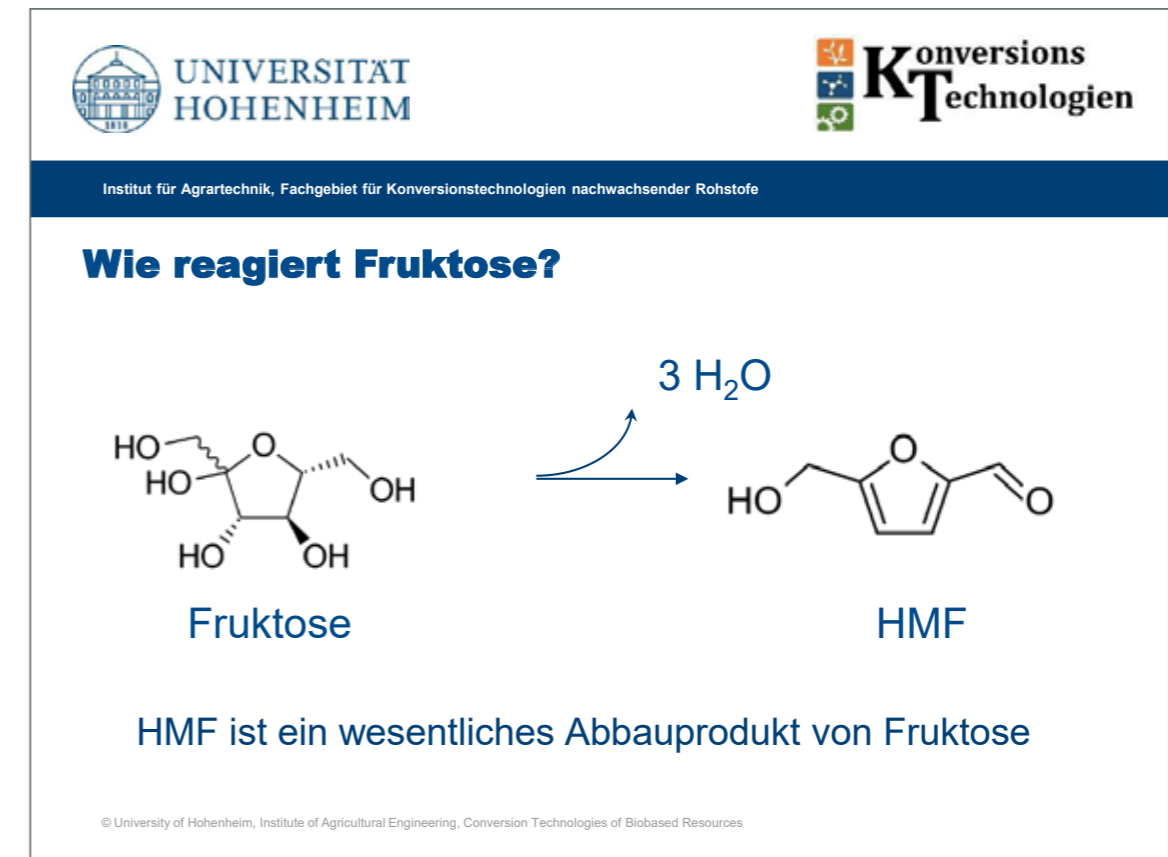 UNIVERSITÄT
HOHENHEIM
1818
Konversions
Technologien
Institut für Agrartechnik, Fachgebiet für Konversionstechnologien nachwachsender Rohstofe
Wie reagiert Fruktose?
3 H₂O
HO
O
HO
OH
HO
OH
O
HO
O
Fruktose
HMF
HMF ist ein wesentliches Abbauprodukt von Fruktose
© University of Hohenheim, Institute of Agricultural Engineering, Conversion Technologies of Biobased Resources